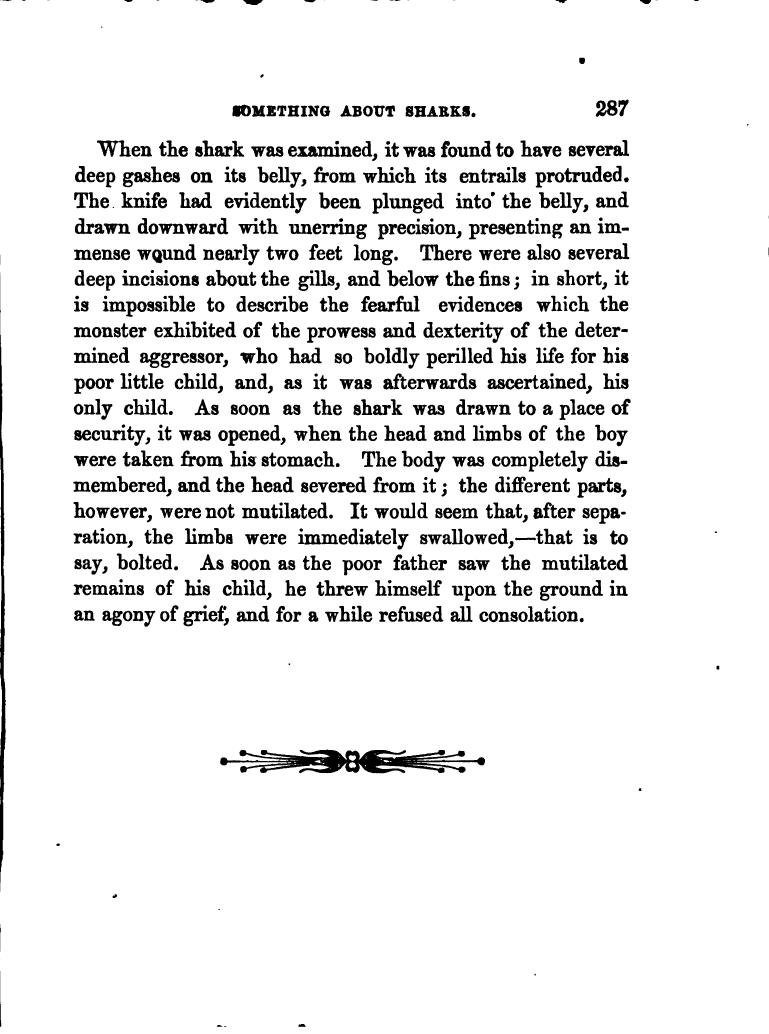 SOMETHING ABOUT SHARKS. 287
When the shark was examined, it was found to have several
deep gashes on its belly, from which its entrails protruded.
The knife had evidently been plunged into the belly, and
drawn downward with unerring precision, presenting an im-
mense wound nearly two feet long. There were also several
deep incisions about the gills, and below the fins; in short, it
is impossible to describe the fearful evidences which the
monster exhibited of the prowess and dexterity of the deter-
mined aggressor, who had so boldly perilled his life for his
poor little child, and, as it was afterwards ascertained, his
only child. As soon as the shark was drawn to a place of
security, it was opened, when the head and limbs of the boy
were taken from his stomach. The body was completely dis-
membered, and the head severed from it; the different parts,
however, were not mutilated. It would seem that, after sepa-
ration, the limbs were immediately swallowed,—that is to
say, bolted. As soon as the poor father saw the mutilated
remains of his child, he threw himself upon the ground in
an agony of grief, and for a while refused all consolation.